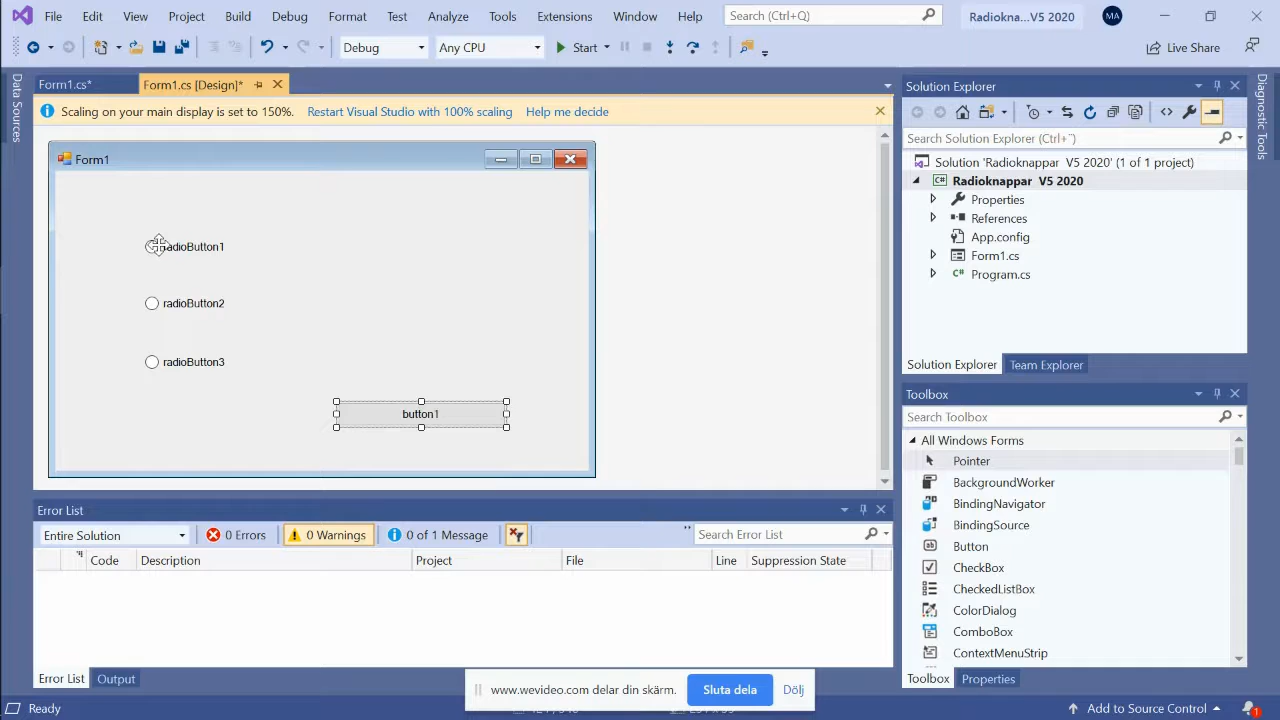 File Edit View Project Build Debug Format Test Analyze Tools Extensions Window Help Search (Ctrl+Q) Radiokna...V5 2020 MA
Debug Any CPU Start Live Share
Data Sources
Form1.cs* Form1.cs [Design]*
Scaling on your main display is set to 150%. Restart Visual Studio with 100% scaling Help me decide
Form1
radioButton1
radioButton2
radioButton3
button1
Error List
Entire Solution 0 Errors 0 Warnings 0 of 1 Message Search Error List
Code Description Project File Line Suppression State
Error List Output
Solution Explorer
Search Solution Explorer (Ctrl+¨)
Solution 'Radioknappar V5 2020' (1 of 1 project)
Radioknappar V5 2020
Properties
References
App.config
Form1.cs
Program.cs
Solution Explorer Team Explorer
Toolbox
Search Toolbox
All Windows Forms
Pointer
BackgroundWorker
BindingNavigator
BindingSource
Button
CheckBox
CheckedListBox
ColorDialog
ComboBox
ContextMenuStrip
Toolbox Properties
Diagnostic Tools
www.wevideo.com delar din skärm. Sluta dela Dölj
Ready Add to Source Control 1